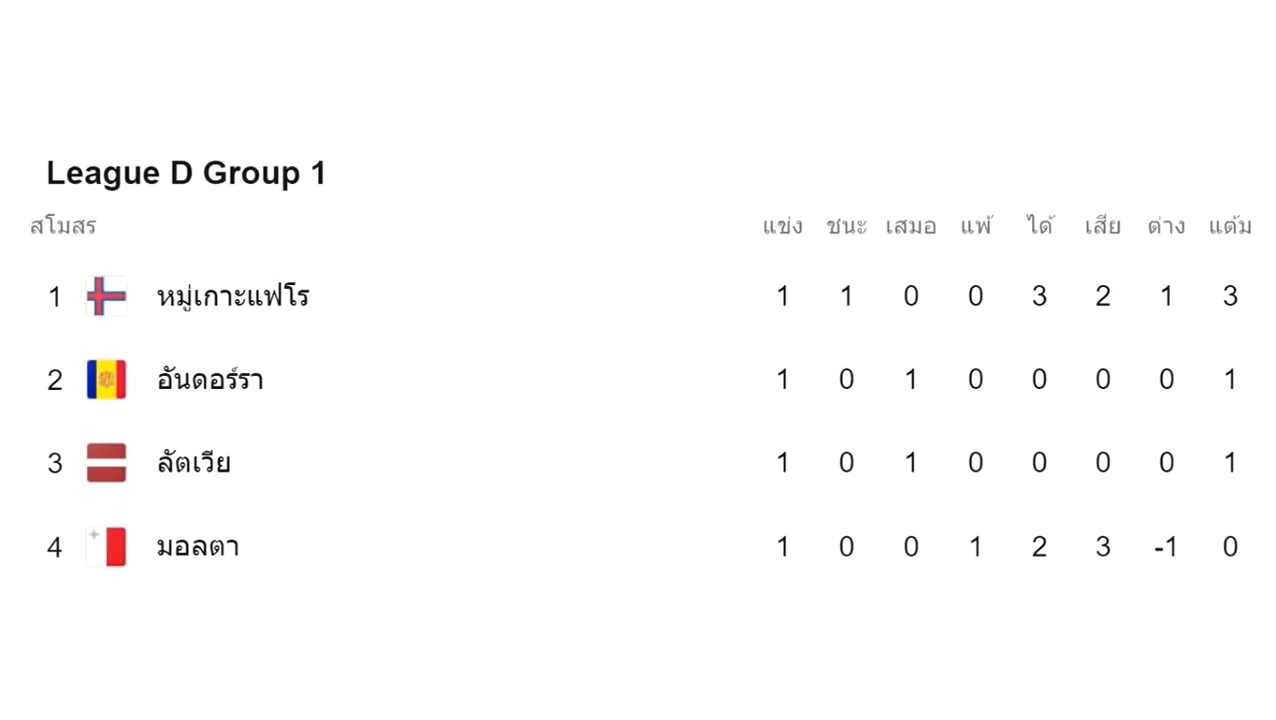 League D Group 1
สโมสร แข่ง ชนะ เสมอ แพ้ ได้ เสีย ต่าง แต้ม
1 หมู่เกาะแฟโร 1 1 0 0 3 2 1 3
2 อันดอร์รา 1 0 1 0 0 0 0 1
3 ลัตเวีย 1 0 1 0 0 0 0 1
4 มอลตา 1 0 0 1 2 3 -1 0